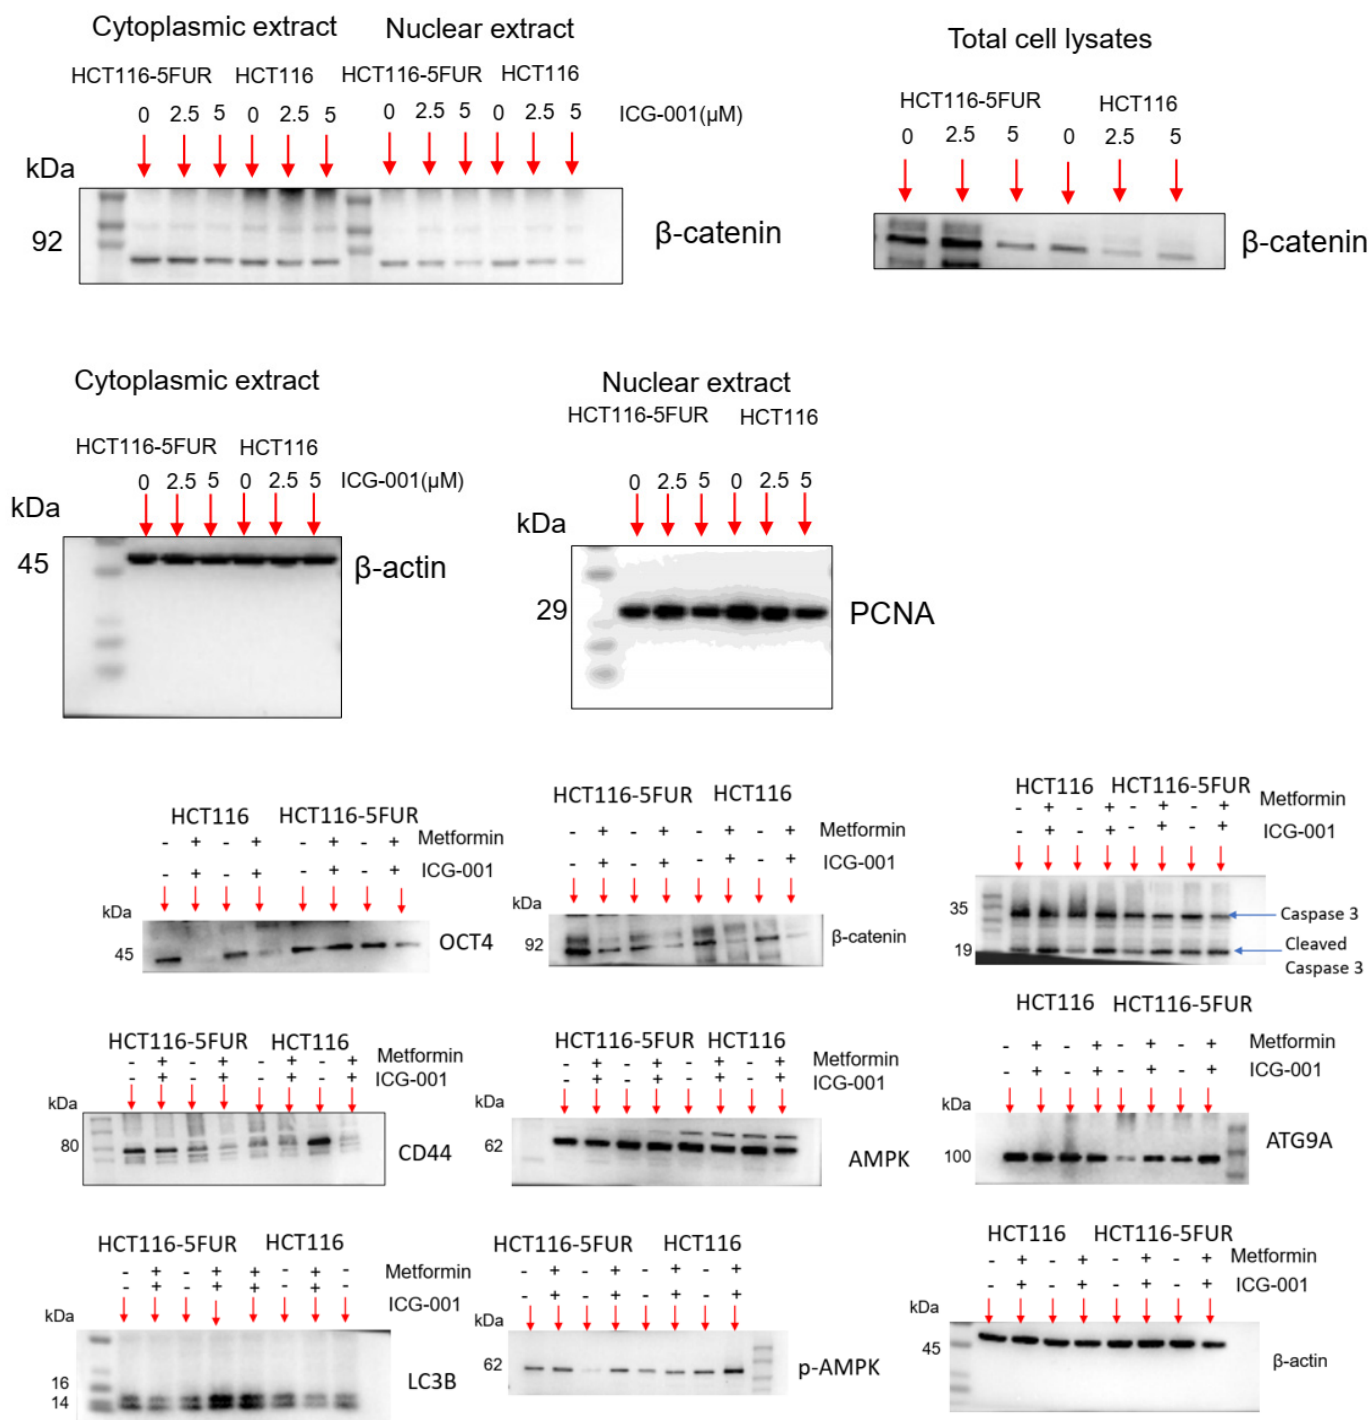 Cytoplasmic extract Nuclear extract
HCT116-5FUR HCT116 HCT116-5FUR HCT116
0 2.5 5 0 2.5 5 0 2.5 5 0 2.5 5 ICG-001(μM)
kDa
92
β-catenin
Total cell lysates
HCT116-5FUR HCT116
0 2.5 5 0 2.5 5
β-catenin
Cytoplasmic extract
HCT116-5FUR HCT116
0 2.5 5 0 2.5 5 ICG-001(μM)
kDa
45
β-actin
Nuclear extract
HCT116-5FUR HCT116
0 2.5 5 0 2.5 5
kDa
29
PCNA
HCT116 HCT116-5FUR
- + - + - + - + Metformin
- + - + - + - + ICG-001
kDa
45
OCT4
HCT116-5FUR HCT116
- + - + - + - + Metformin
- + - + - + - + ICG-001
kDa
92
β-catenin
HCT116 HCT116-5FUR
- + - + - + - + Metformin
- + - + - + - + ICG-001
35
Caspase 3
19
Cleaved
Caspase 3
HCT116-5FUR HCT116
- + - + - + - + Metformin
- + - + - + - + ICG-001
kDa
80
CD44
HCT116-5FUR HCT116
- + - + - + - + Metformin
- + - + - + - + ICG-001
kDa
62
AMPK
HCT116 HCT116-5FUR
- + - + - + - + Metformin
- + - + - + - + ICG-001
kDa
100
ATG9A
HCT116-5FUR HCT116
- + - + + - + - Metformin
- + - + + - + - ICG-001
kDa
16
14
LC3B
HCT116-5FUR HCT116
- + - + - + - + Metformin
- + - + - + - + ICG-001
kDa
62
p-AMPK
HCT116 HCT116-5FUR
- + - + - + - + Metformin
- + - + - + - + ICG-001
kDa
45
β-actin